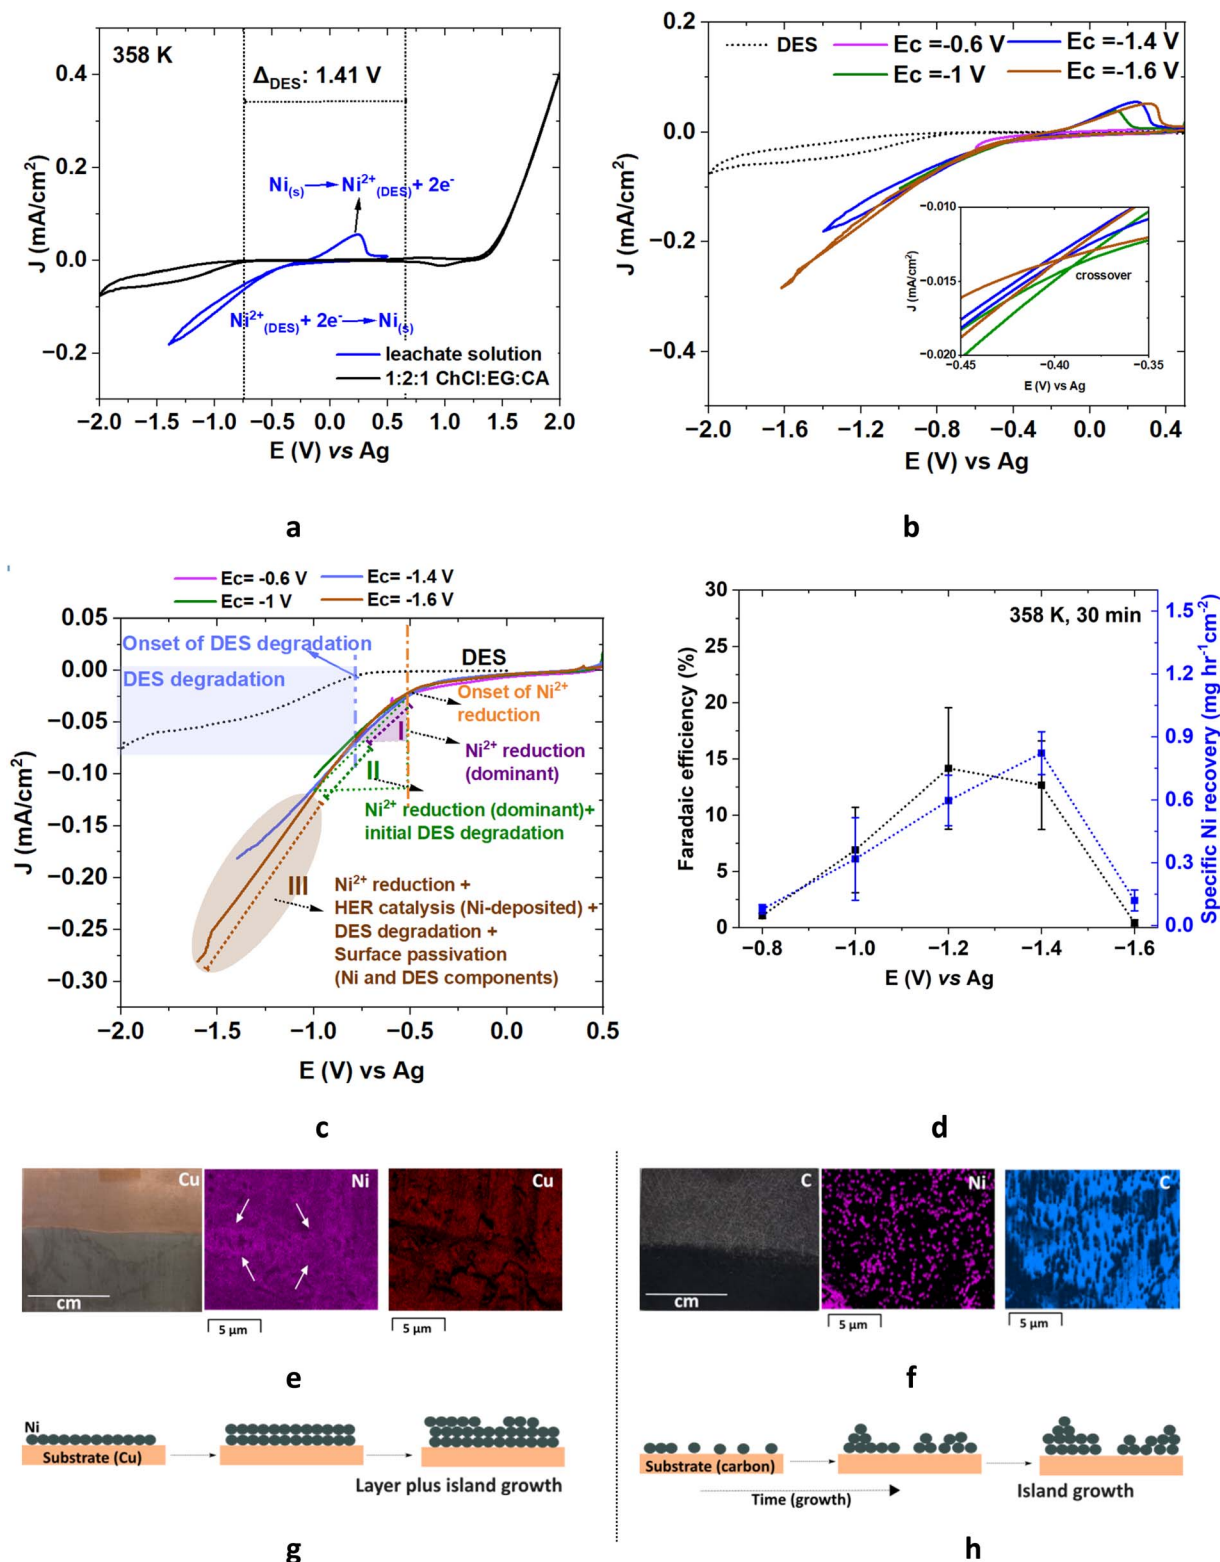 358 K
Δ_DES: 1.41 V
Ni(s)→Ni²⁺(DES)+ 2e⁻
Ni²⁺(DES)+ 2e⁻→Ni(s)
leachate solution
1:2:1 ChCl:EG:CA
J (mA/cm²)
0.4
0.2
0.0
−0.2
−2.0 −1.5 −1.0 −0.5 0.0 0.5 1.0 1.5 2.0
E (V) vs Ag
a
DES
Ec =-0.6 V
Ec =-1.4 V
Ec =-1 V
Ec =-1.6 V
J (mA/cm²)
0.2
0.0
−0.2
−0.4
−0.010
−0.015
−0.020
J (mA/cm²)
crossover
−0.45 −0.40 −0.35
E (V) vs Ag
−2.0 −1.6 −1.2 −0.8 −0.4 0.0 0.4
E (V) vs Ag
b
Ec= -0.6 V
Ec= -1.4 V
Ec= -1 V
Ec= -1.6 V
J (mA/cm²)
0.05
0.00
−0.05
−0.10
−0.15
−0.20
−0.25
−0.30
Onset of DES degradation
DES degradation
DES
Onset of Ni²⁺
reduction
I
Ni²⁺ reduction
(dominant)
II
Ni²⁺ reduction (dominant)+
initial DES degradation
III
Ni²⁺ reduction +
HER catalysis (Ni-deposited) +
DES degradation +
Surface passivation
(Ni and DES components)
−2.0 −1.5 −1.0 −0.5 0.0 0.5
E (V) vs Ag
c
358 K, 30 min
Faradaic efficiency (%)
30
25
20
15
10
5
0
Specific Ni recovery (mg hr⁻¹cm⁻²)
1.5
1.2
0.9
0.6
0.3
0.0
−0.8 −1.0 −1.2 −1.4 −1.6
E (V) vs Ag
d
Cu
cm
Ni
5 µm
Cu
5 µm
e
C
cm
Ni
5 µm
C
5 µm
f
Ni
Substrate (Cu)
Layer plus island growth
g
Substrate (carbon)
Time (growth)
Island growth
h